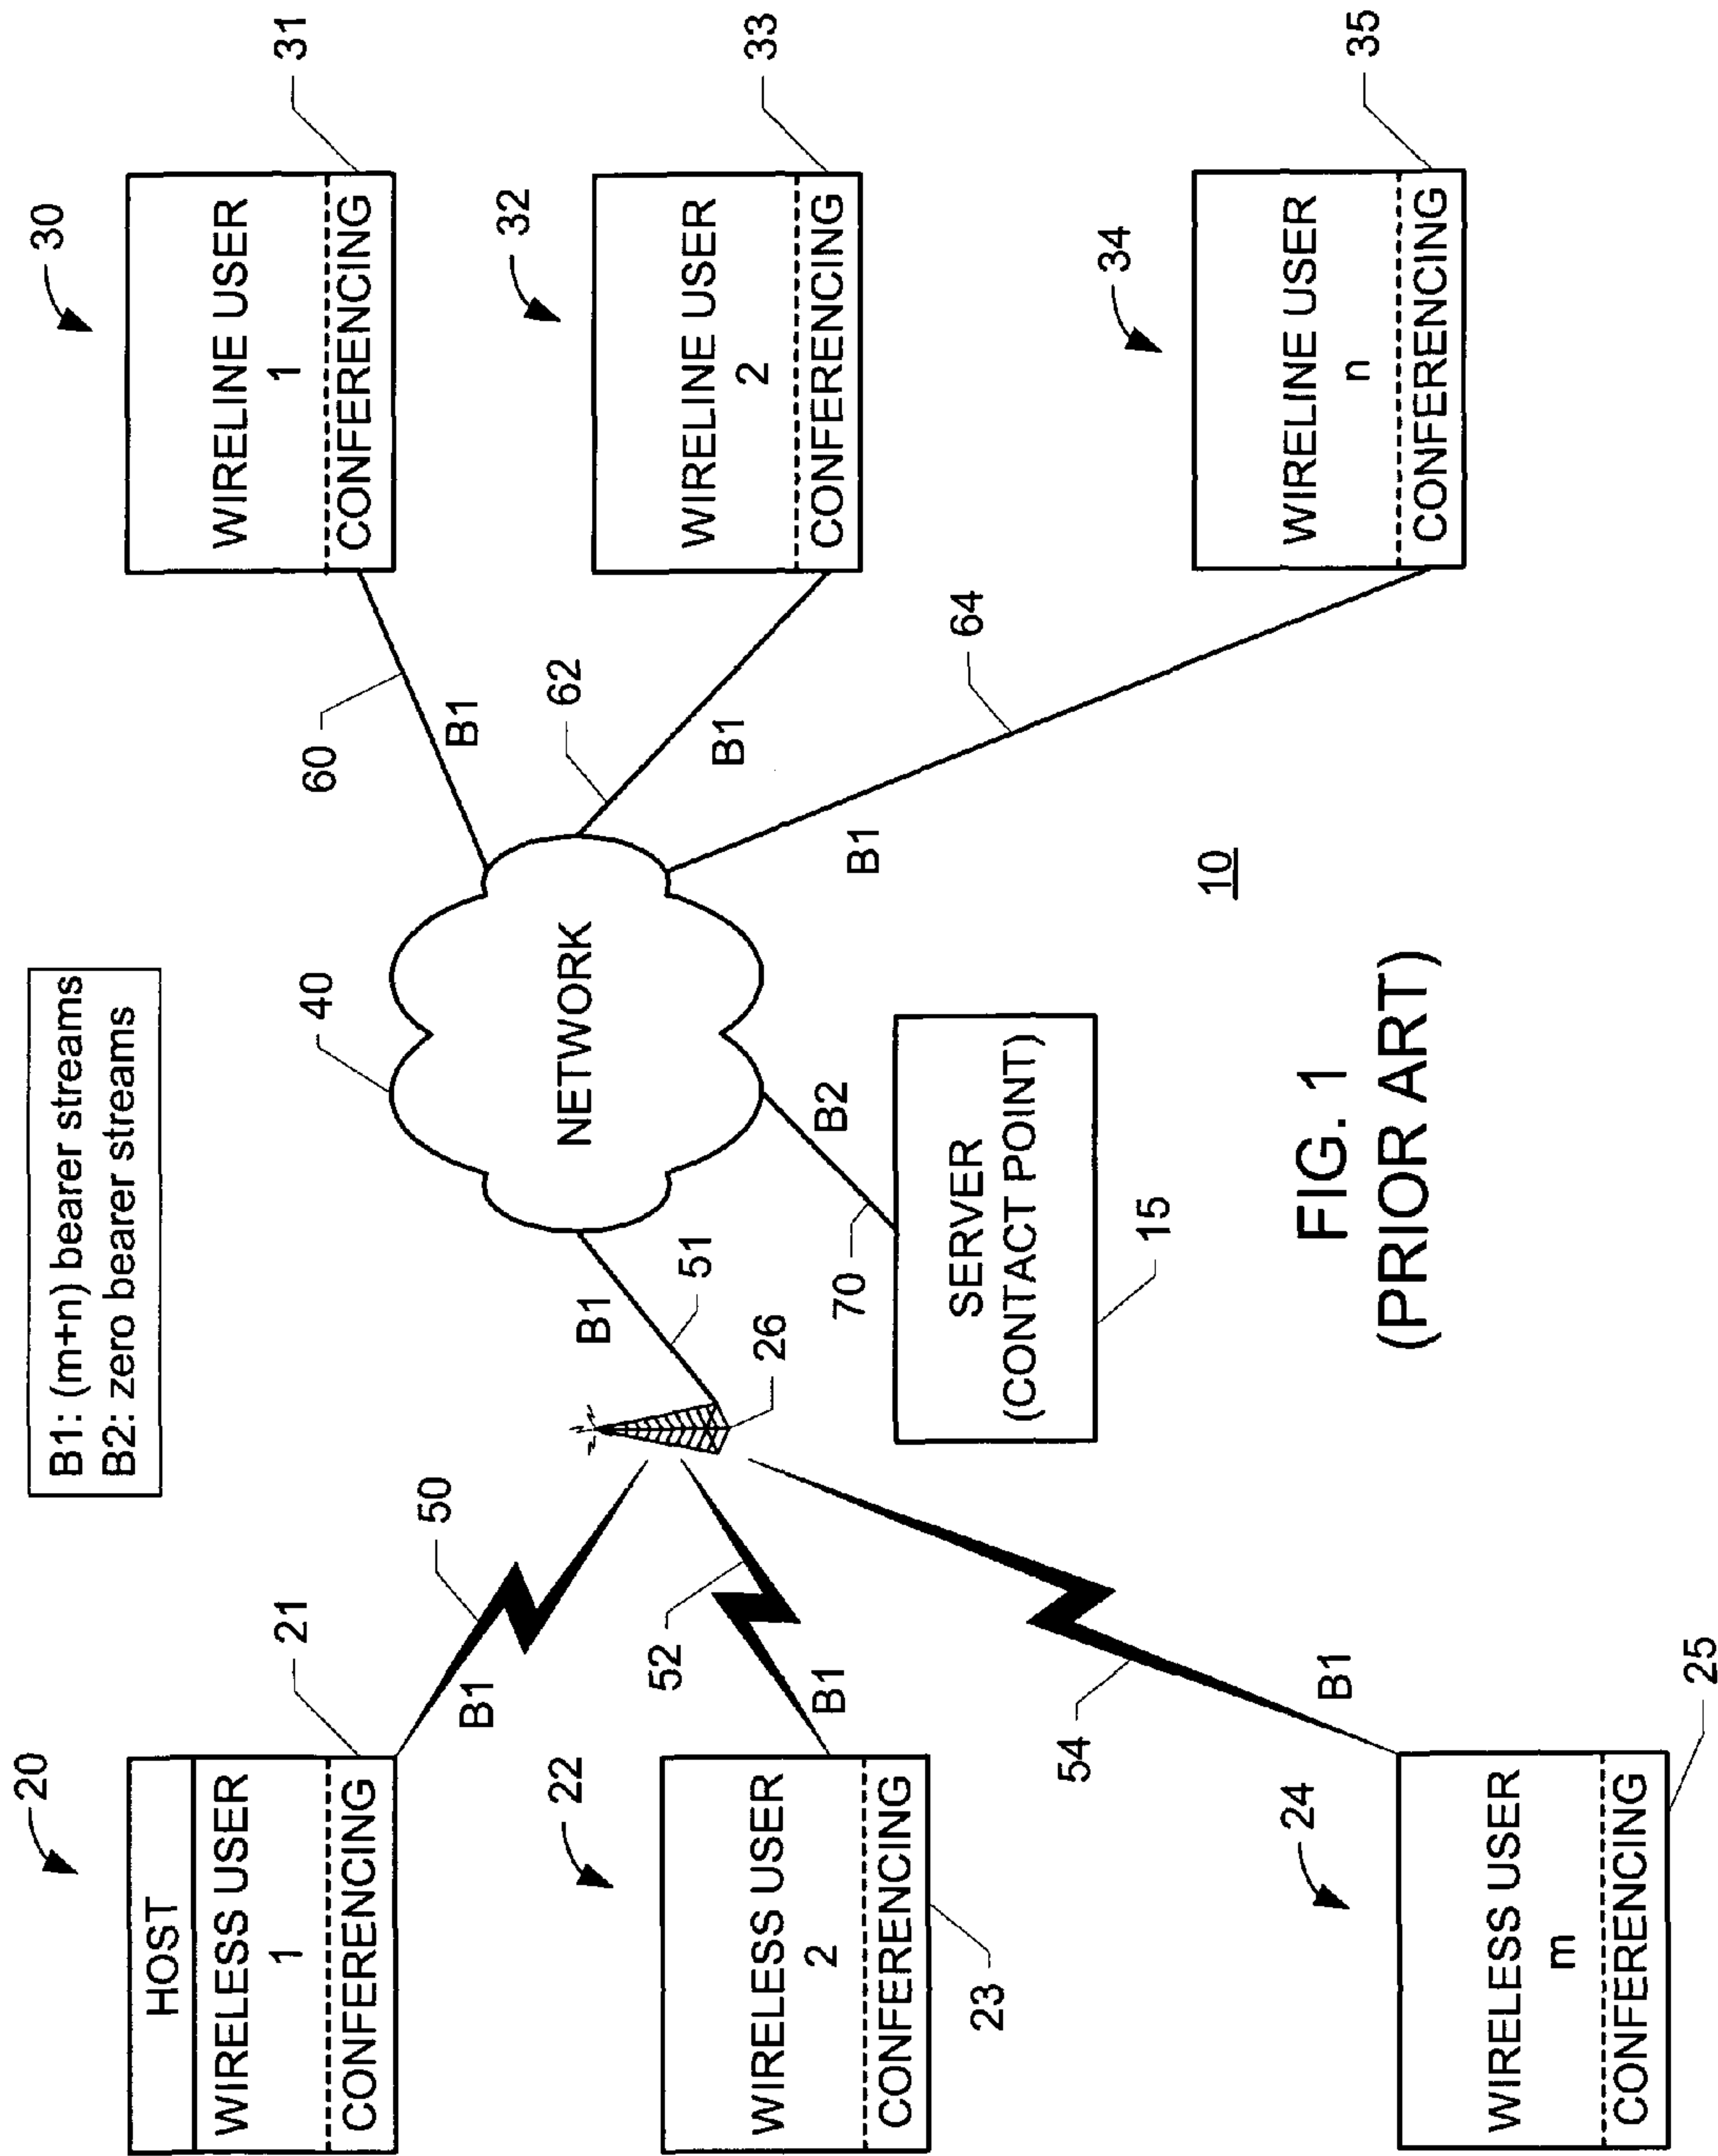 B1: (m+n) bearer streams
B2: zero bearer streams
20
HOST
WIRELESS USER
1
CONFERENCING
21
B1
50
22
WIRELESS USER
2
CONFERENCING
23
52
B1
24
WIRELESS USER
m
CONFERENCING
25
54
B1
26
B1
51
40
NETWORK
70
B2
SERVER
(CONTACT POINT)
15
60
B1
30
WIRELINE USER
1
CONFERENCING
31
62
B1
32
WIRELINE USER
2
CONFERENCING
33
64
B1
34
WIRELINE USER
n
CONFERENCING
35
10
FIG. 1
(PRIOR ART)